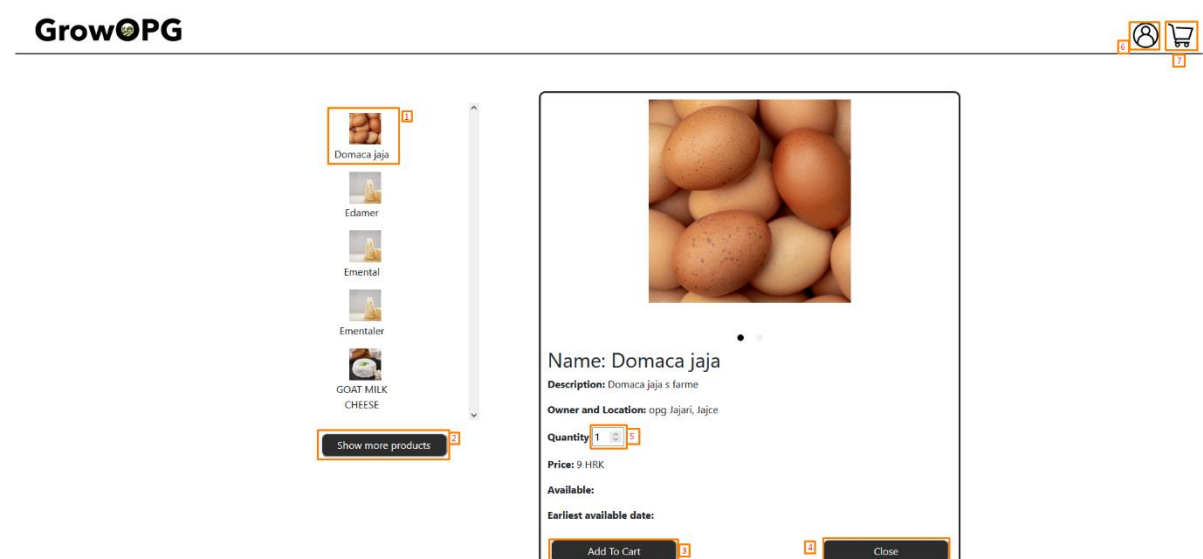 GrowOPG
6
7
1
Domaca jaja
Edamer
Emental
Ementaler
GOAT MILK
CHEESE
Show more products
2
Name: Domaca jaja
Description: Domaca jaja s farme
Owner and Location: opg Jajari, Jajce
Quantity 1 5
Price: 9 HRK
Available:
Earliest available date:
Add To Cart
3
4
Close